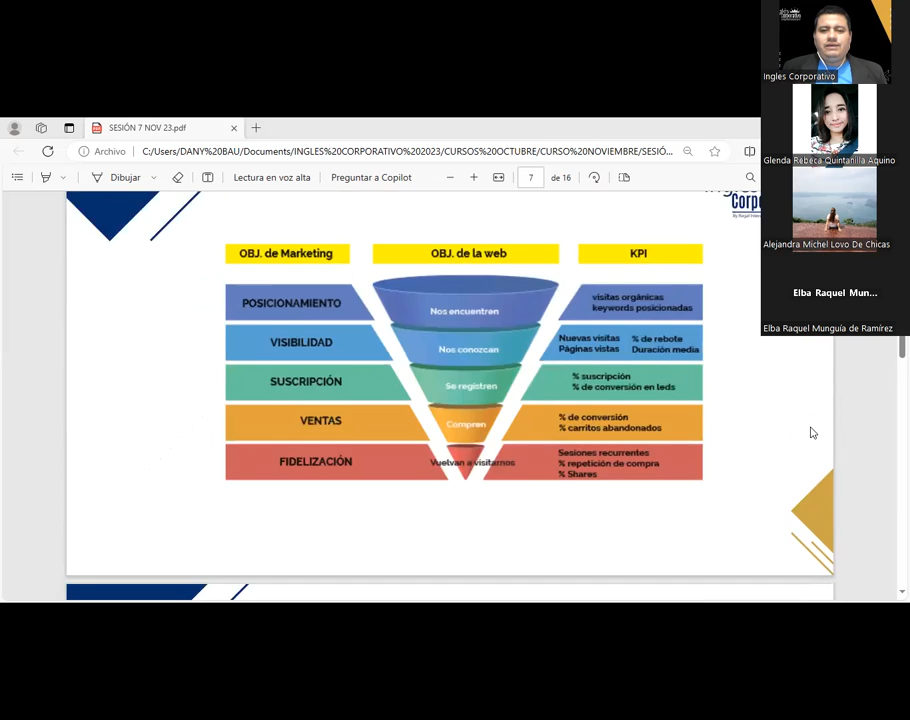 Ingles Corporativo
Glenda Rebeca Quintanilla Aquino
Alejandra Michel Lovo De Chicas
Elba Raquel Mun...
Elba Raquel Munguía de Ramírez
SESIÓN 7 NOV 23.pdf
Archivo
C:/Users/DANY%20BAU/Documents/INGLES%20CORPORATIVO%202023/CURSOS%20OCTUBRE/CURSO%20NOVIEMBRE/SESIÓ...
Dibujar
Lectura en voz alta
Preguntar a Copilot
7
de 16
OBJ. de Marketing
OBJ. de la web
KPI
POSICIONAMIENTO
Nos encuentren
visitas orgánicas
keywords posicionadas
VISIBILIDAD
Nos conozcan
Nuevas visitas % de rebote
Páginas vistas Duración media
SUSCRIPCIÓN
Se registren
% suscripción
% de conversión en leds
VENTAS
Compren
% de conversión
% carritos abandonados
FIDELIZACIÓN
Vuelvan a visitarnos
Sesiones recurrentes
% repetición de compra
% Shares